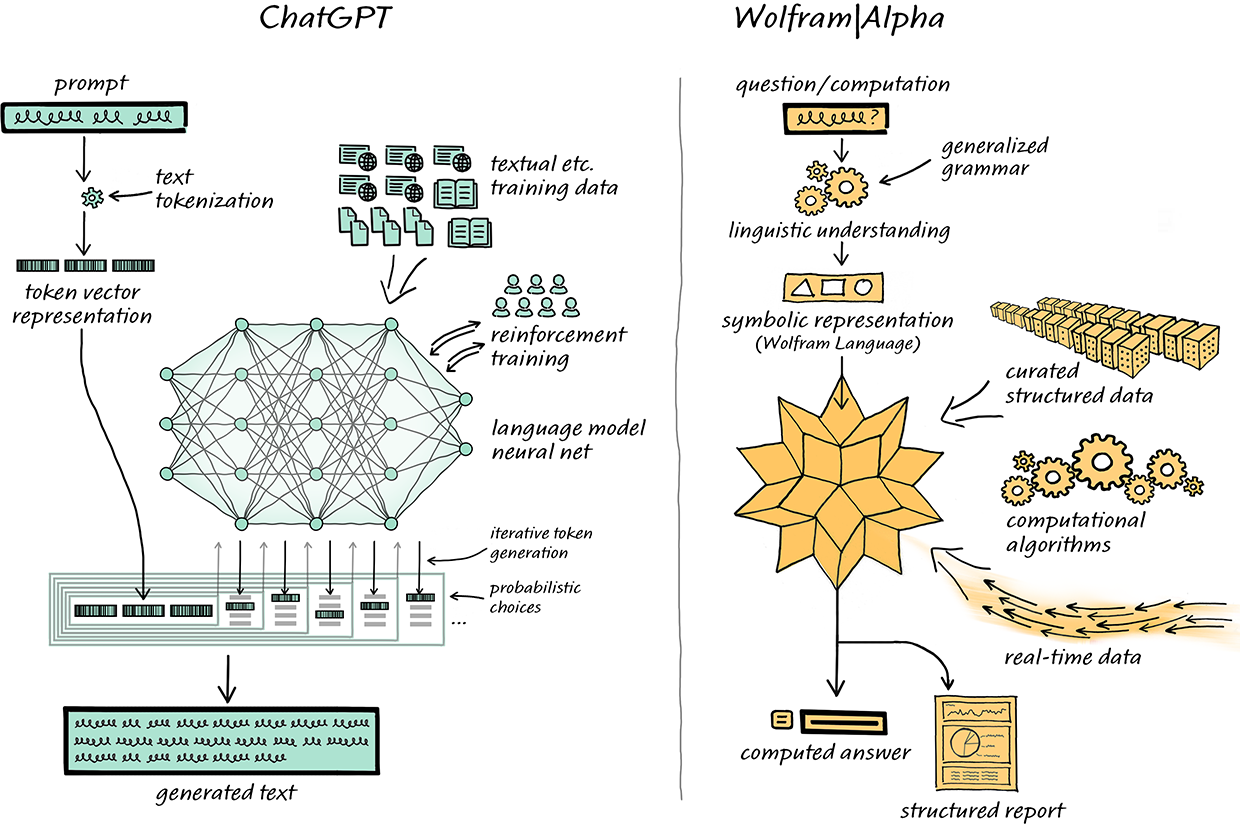 ChatGPT
prompt
text
tokenization
token vector
representation
textual etc.
training data
reinforcement
training
language model
neural net
iterative token
generation
probabilistic
choices
...
generated text
Wolfram|Alpha
question/computation
?
generalized
grammar
linguistic understanding
symbolic representation
(Wolfram Language)
curated
structured data
computational
algorithms
real-time data
=
computed answer
structured report